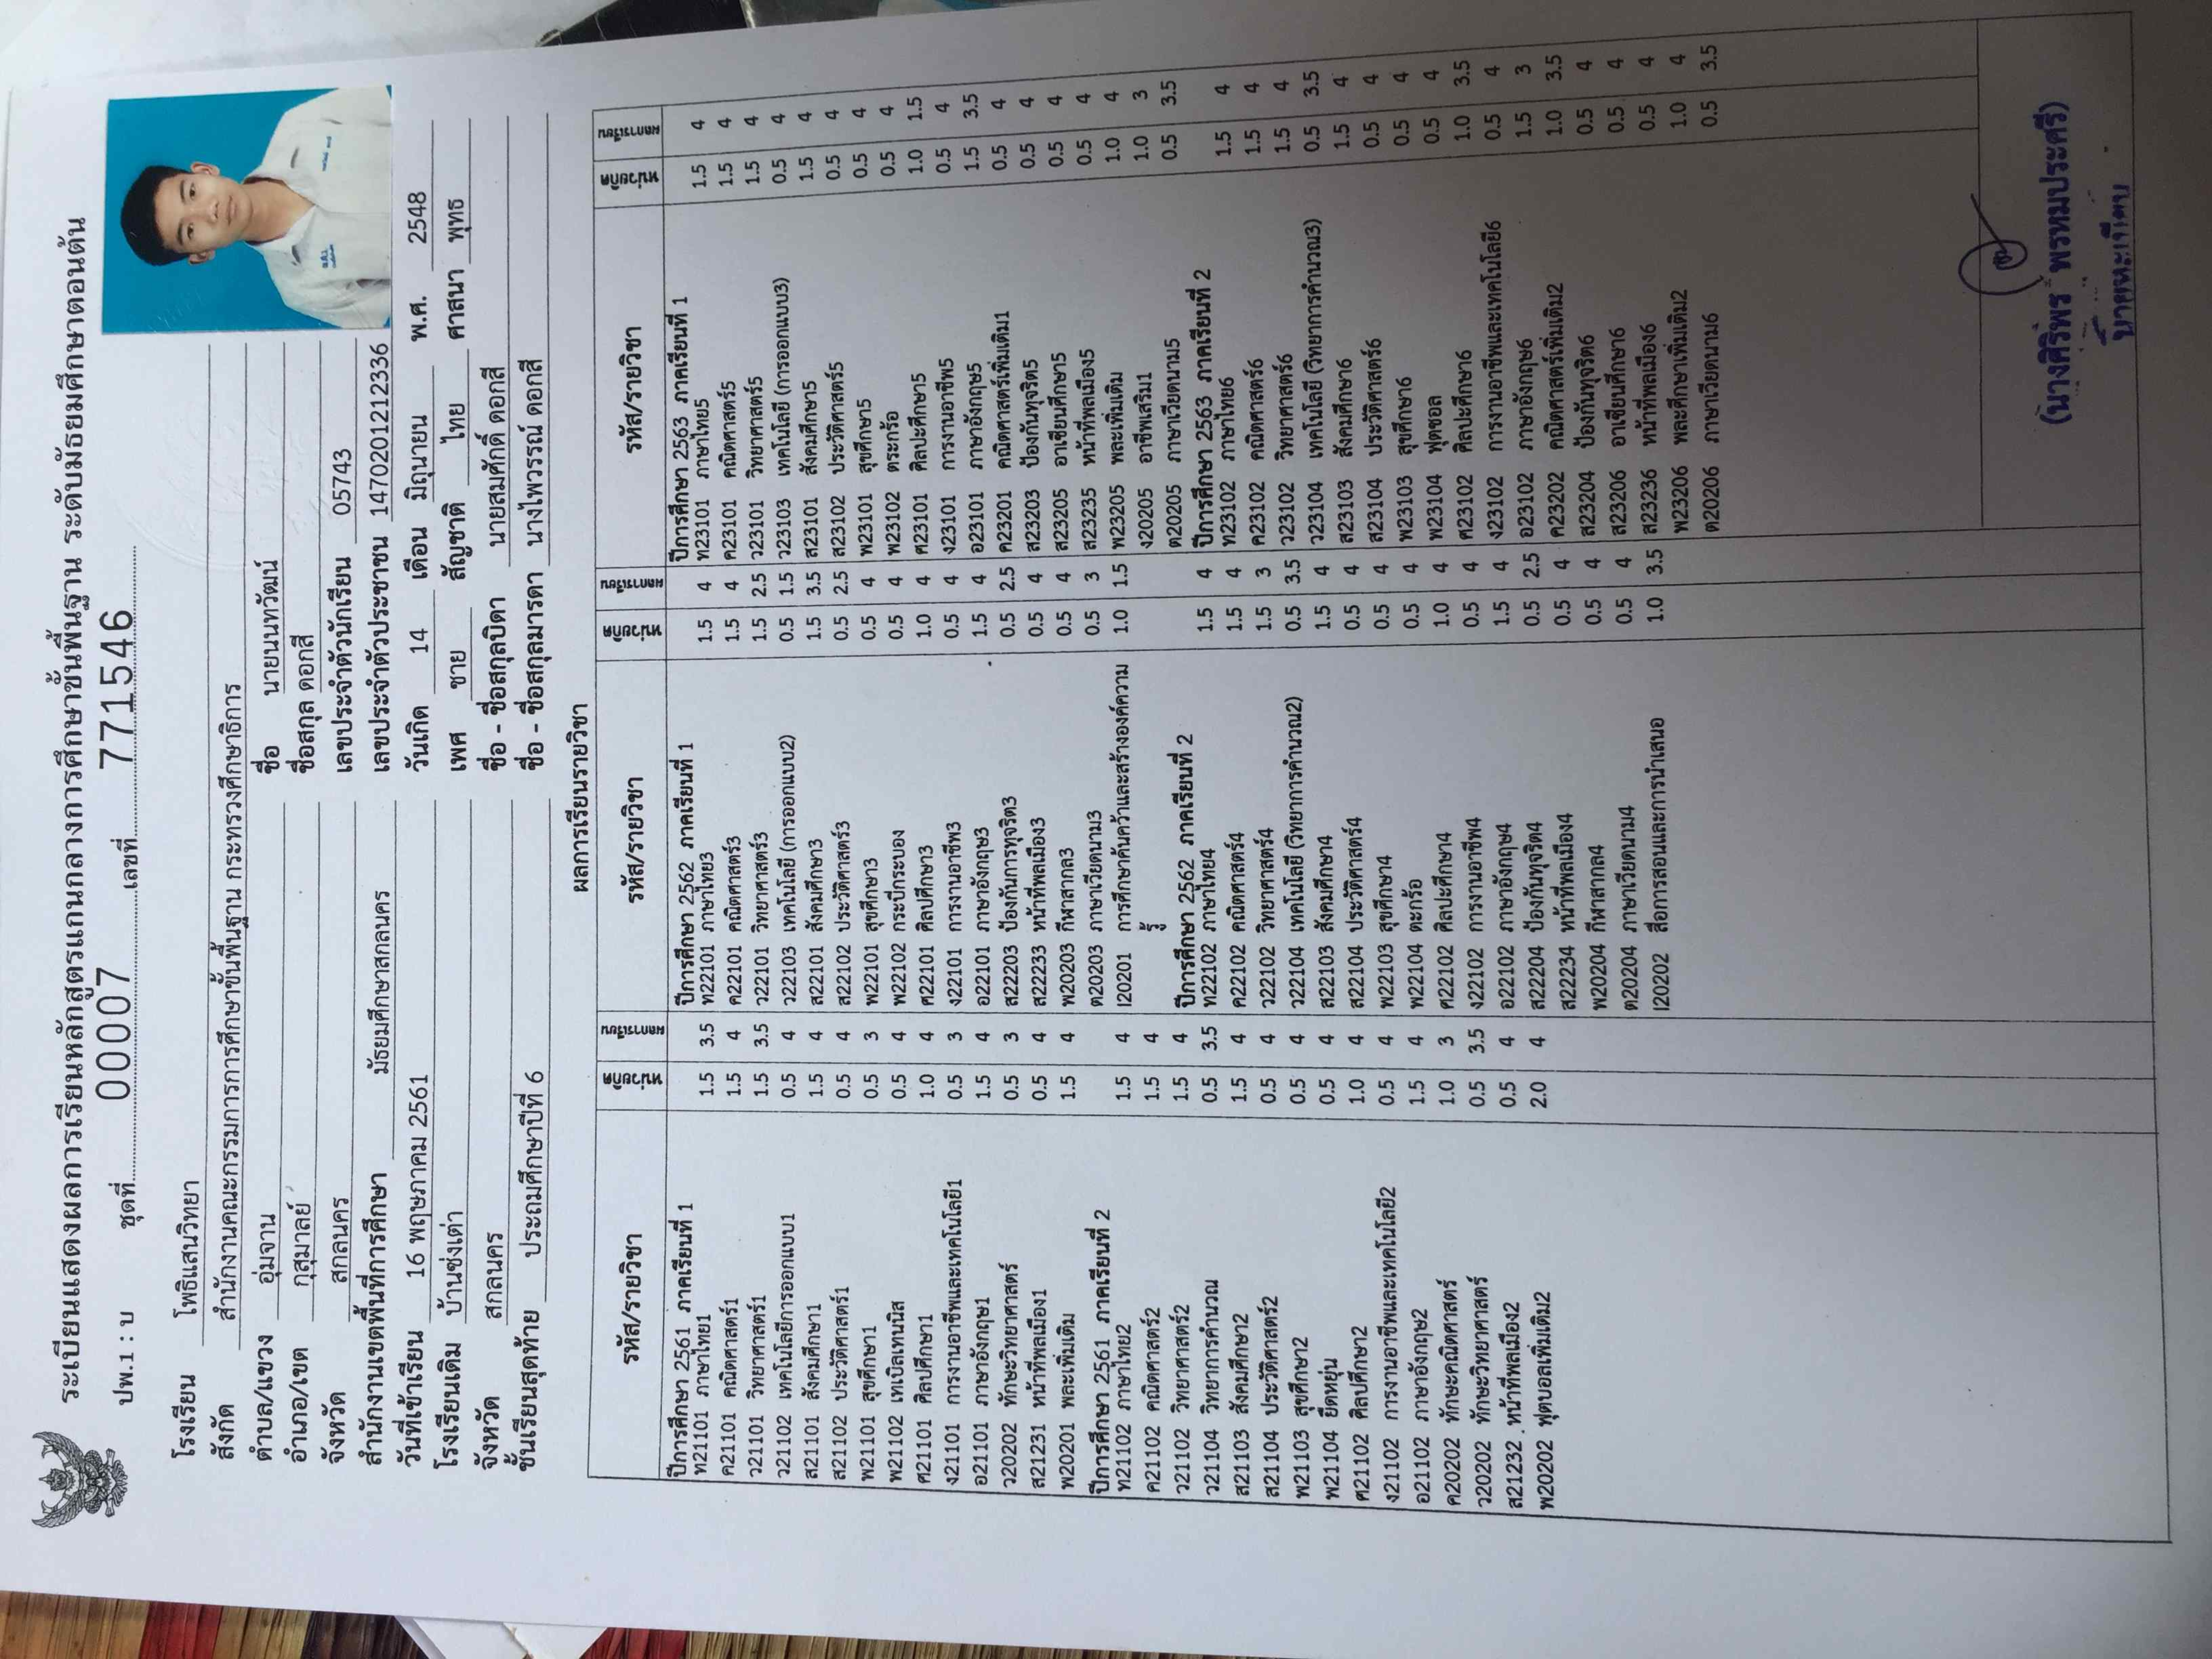 ระเบียนแสดงผลการเรียนหลักสูตรแกนกลางการศึกษาขั้นพื้นฐาน ระดับมัธยมศึกษาตอนต้น
ปพ.1 : บ ชุดที่ 00007 เลขที่ 771546
โรงเรียน โพธิแสนวิทยา
สังกัด สำนักงานคณะกรรมการการศึกษาขั้นพื้นฐาน กระทรวงศึกษาธิการ
ตำบล/แขวง อุ่มจาน
อำเภอ/เขต กุสุมาลย์
จังหวัด สกลนคร
สำนักงานเขตพื้นที่การศึกษา มัธยมศึกษาสกลนคร
วันที่เข้าเรียน 16 พฤษภาคม 2561
โรงเรียนเดิม บ้านซ่งเต่า
จังหวัด สกลนคร
ชั้นเรียนสุดท้าย ประถมศึกษาปีที่ 6
ชื่อ นายนนทวัฒน์
ชื่อสกุล ดอกสี
เลขประจำตัวนักเรียน 05743
เลขประจำตัวประชาชน 1470201212336
วันเกิด 14 เดือน มิถุนายน พ.ศ. 2548
เพศ ชาย สัญชาติ ไทย ศาสนา พุทธ
ชื่อ - ชื่อสกุลบิดา นายสมศักดิ์ ดอกสี
ชื่อ - ชื่อสกุลมารดา นางไพวรรณ์ ดอกสี
ผลการเรียนรายวิชา
รหัส/รายวิชา หน่วยกิต ผลการเรียน
ปีการศึกษา 2561 ภาคเรียนที่ 1
ท21101 ภาษาไทย1 1.5 3.5
ค21101 คณิตศาสตร์1 1.5 4
ว21101 วิทยาศาสตร์1 1.5 3.5
ว21102 เทคโนโลยีการออกแบบ1 0.5 4
ส21101 สังคมศึกษา1 1.5 4
ส21102 ประวัติศาสตร์1 0.5 4
พ21101 สุขศึกษา1 0.5 3
พ21102 เทเบิลเทนนิส 0.5 4
ศ21101 ศิลปศึกษา1 1.0 4
ง21101 การงานอาชีพและเทคโนโลยี1 0.5 3
อ21101 ภาษาอังกฤษ1 1.5 4
ว20202 ทักษะวิทยาศาสตร์ 0.5 3
ส21231 หน้าที่พลเมือง1 0.5 4
พ20201 พละเพิ่มเติม 1.5 4
ปีการศึกษา 2561 ภาคเรียนที่ 2
ท21102 ภาษาไทย2 1.5 4
ค21102 คณิตศาสตร์2 1.5 4
ว21102 วิทยาศาสตร์2 1.5 4
ว21104 วิทยาการคำนวณ 0.5 3.5
ส21103 สังคมศึกษา2 1.5 4
ส21104 ประวัติศาสตร์2 0.5 4
พ21103 สุขศึกษา2 0.5 4
พ21104 ยืดหยุ่น 0.5 4
ศ21102 ศิลปศึกษา2 1.0 4
ง21102 การงานอาชีพและเทคโนโลยี2 0.5 4
อ21102 ภาษาอังกฤษ2 1.5 4
ค20202 ทักษะคณิตศาสตร์ 1.0 3
ว20202 ทักษะวิทยาศาสตร์ 0.5 3.5
ส21232 หน้าที่พลเมือง2 0.5 4
พ20202 ฟุตบอลเพิ่มเติม2 2.0 4
รหัส/รายวิชา หน่วยกิต ผลการเรียน
ปีการศึกษา 2562 ภาคเรียนที่ 1
ท22101 ภาษาไทย3 1.5 4
ค22101 คณิตศาสตร์3 1.5 4
ว22101 วิทยาศาสตร์3 1.5 2.5
ว22103 เทคโนโลยี (การออกแบบ2) 0.5 1.5
ส22101 สังคมศึกษา3 1.5 3.5
ส22102 ประวัติศาสตร์3 0.5 2.5
พ22101 สุขศึกษา3 0.5 4
พ22102 กระบี่กระบอง 0.5 4
ศ22101 ศิลปศึกษา3 1.0 4
ง22101 การงานอาชีพ3 0.5 4
อ22101 ภาษาอังกฤษ3 1.5 4
ส22203 ป้องกันการทุจริต3 0.5 2.5
ส22233 หน้าที่พลเมือง3 0.5 4
พ20203 กีฬาสากล3 0.5 4
ต20203 ภาษาเวียดนาม3 0.5 3
I20201 การศึกษาค้นคว้าและสร้างองค์ความ 1.0 1.5
รู้
ปีการศึกษา 2562 ภาคเรียนที่ 2
ท22102 ภาษาไทย4 1.5 4
ค22102 คณิตศาสตร์4 1.5 4
ว22102 วิทยาศาสตร์4 1.5 3
ว22104 เทคโนโลยี (วิทยาการคำนวณ2) 0.5 3.5
ส22103 สังคมศึกษา4 1.5 4
ส22104 ประวัติศาสตร์4 0.5 4
พ22103 สุขศึกษา4 0.5 4
พ22104 ตะกร้อ 0.5 4
ศ22102 ศิลปะศึกษา4 1.0 4
ง22102 การงานอาชีพ4 0.5 4
อ22102 ภาษาอังกฤษ4 1.5 4
ส22204 ป้องกันทุจริต4 0.5 2.5
ส22234 หน้าที่พลเมือง4 0.5 4
พ20204 กีฬาสากล4 0.5 4
ต20204 ภาษาเวียดนาม4 0.5 4
I20202 สื่อการสอนและการนำเสนอ 1.0 3.5
รหัส/รายวิชา หน่วยกิต ผลการเรียน
ปีการศึกษา 2563 ภาคเรียนที่ 1
ท23101 ภาษาไทย5 1.5 4
ค23101 คณิตศาสตร์5 1.5 4
ว23101 วิทยาศาสตร์5 1.5 4
ว23103 เทคโนโลยี (การออกแบบ3) 0.5 4
ส23101 สังคมศึกษา5 1.5 4
ส23102 ประวัติศาสตร์5 0.5 4
พ23101 สุขศึกษา5 0.5 4
พ23102 ตระกร้อ 0.5 4
ศ23101 ศิลปะศึกษา5 1.0 1.5
ง23101 การงานอาชีพ5 0.5 4
อ23101 ภาษาอังกฤษ5 1.5 3.5
ค23201 คณิตศาสตร์เพิ่มเติม1 0.5 4
ส23203 ป้องกันทุจริต5 0.5 4
ส23205 อาเซียนศึกษา5 0.5 4
ส23235 หน้าที่พลเมือง5 0.5 4
พ23205 พละเพิ่มเติม 1.0 4
ง20205 อาชีพเสริม1 1.0 3
ต20205 ภาษาเวียดนาม5 0.5 3.5
ปีการศึกษา 2563 ภาคเรียนที่ 2
ท23102 ภาษาไทย6 1.5 4
ค23102 คณิตศาสตร์6 1.5 4
ว23102 วิทยาศาสตร์6 1.5 4
ว23104 เทคโนโลยี (วิทยาการคำนวณ3) 0.5 3.5
ส23103 สังคมศึกษา6 1.5 4
ส23104 ประวัติศาสตร์6 0.5 4
พ23103 สุขศึกษา6 0.5 4
พ23104 ฟุตซอล 0.5 4
ศ23102 ศิลปะศึกษา6 1.0 3.5
ง23102 การงานอาชีพและเทคโนโลยี6 0.5 4
อ23102 ภาษาอังกฤษ6 1.5 3
ค23202 คณิตศาสตร์เพิ่มเติม2 1.0 3.5
ส23204 ป้องกันทุจริต6 0.5 4
ส23206 อาเซียนศึกษา6 0.5 4
ส23236 หน้าที่พลเมือง6 0.5 4
พ23206 พละศึกษาเพิ่มเติม2 1.0 4
ต20206 ภาษาเวียดนาม6 0.5 3.5
(นางศิริพร พรหมประศรี)
นายทะเบียน